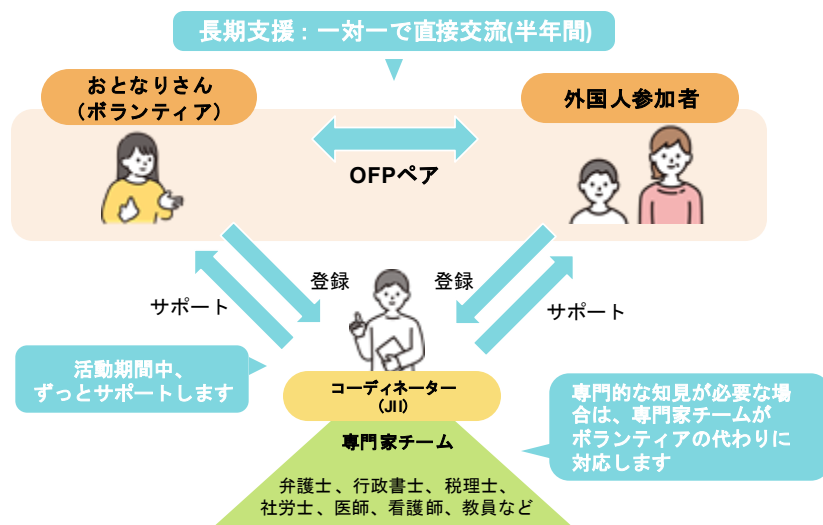 長期支援：一対一で直接交流(半年間)
おとなりさん
（ボランティア）
外国人参加者
OFPペア
登録
登録
サポート
サポート
活動期間中、
ずっとサポートします
コーディネーター
（JII）
専門的な知見が必要な場
合は、専門家チームが
ボランティアの代わりに
対応します
専門家チーム
弁護士、行政書士、税理士、
社労士、医師、看護師、教員など